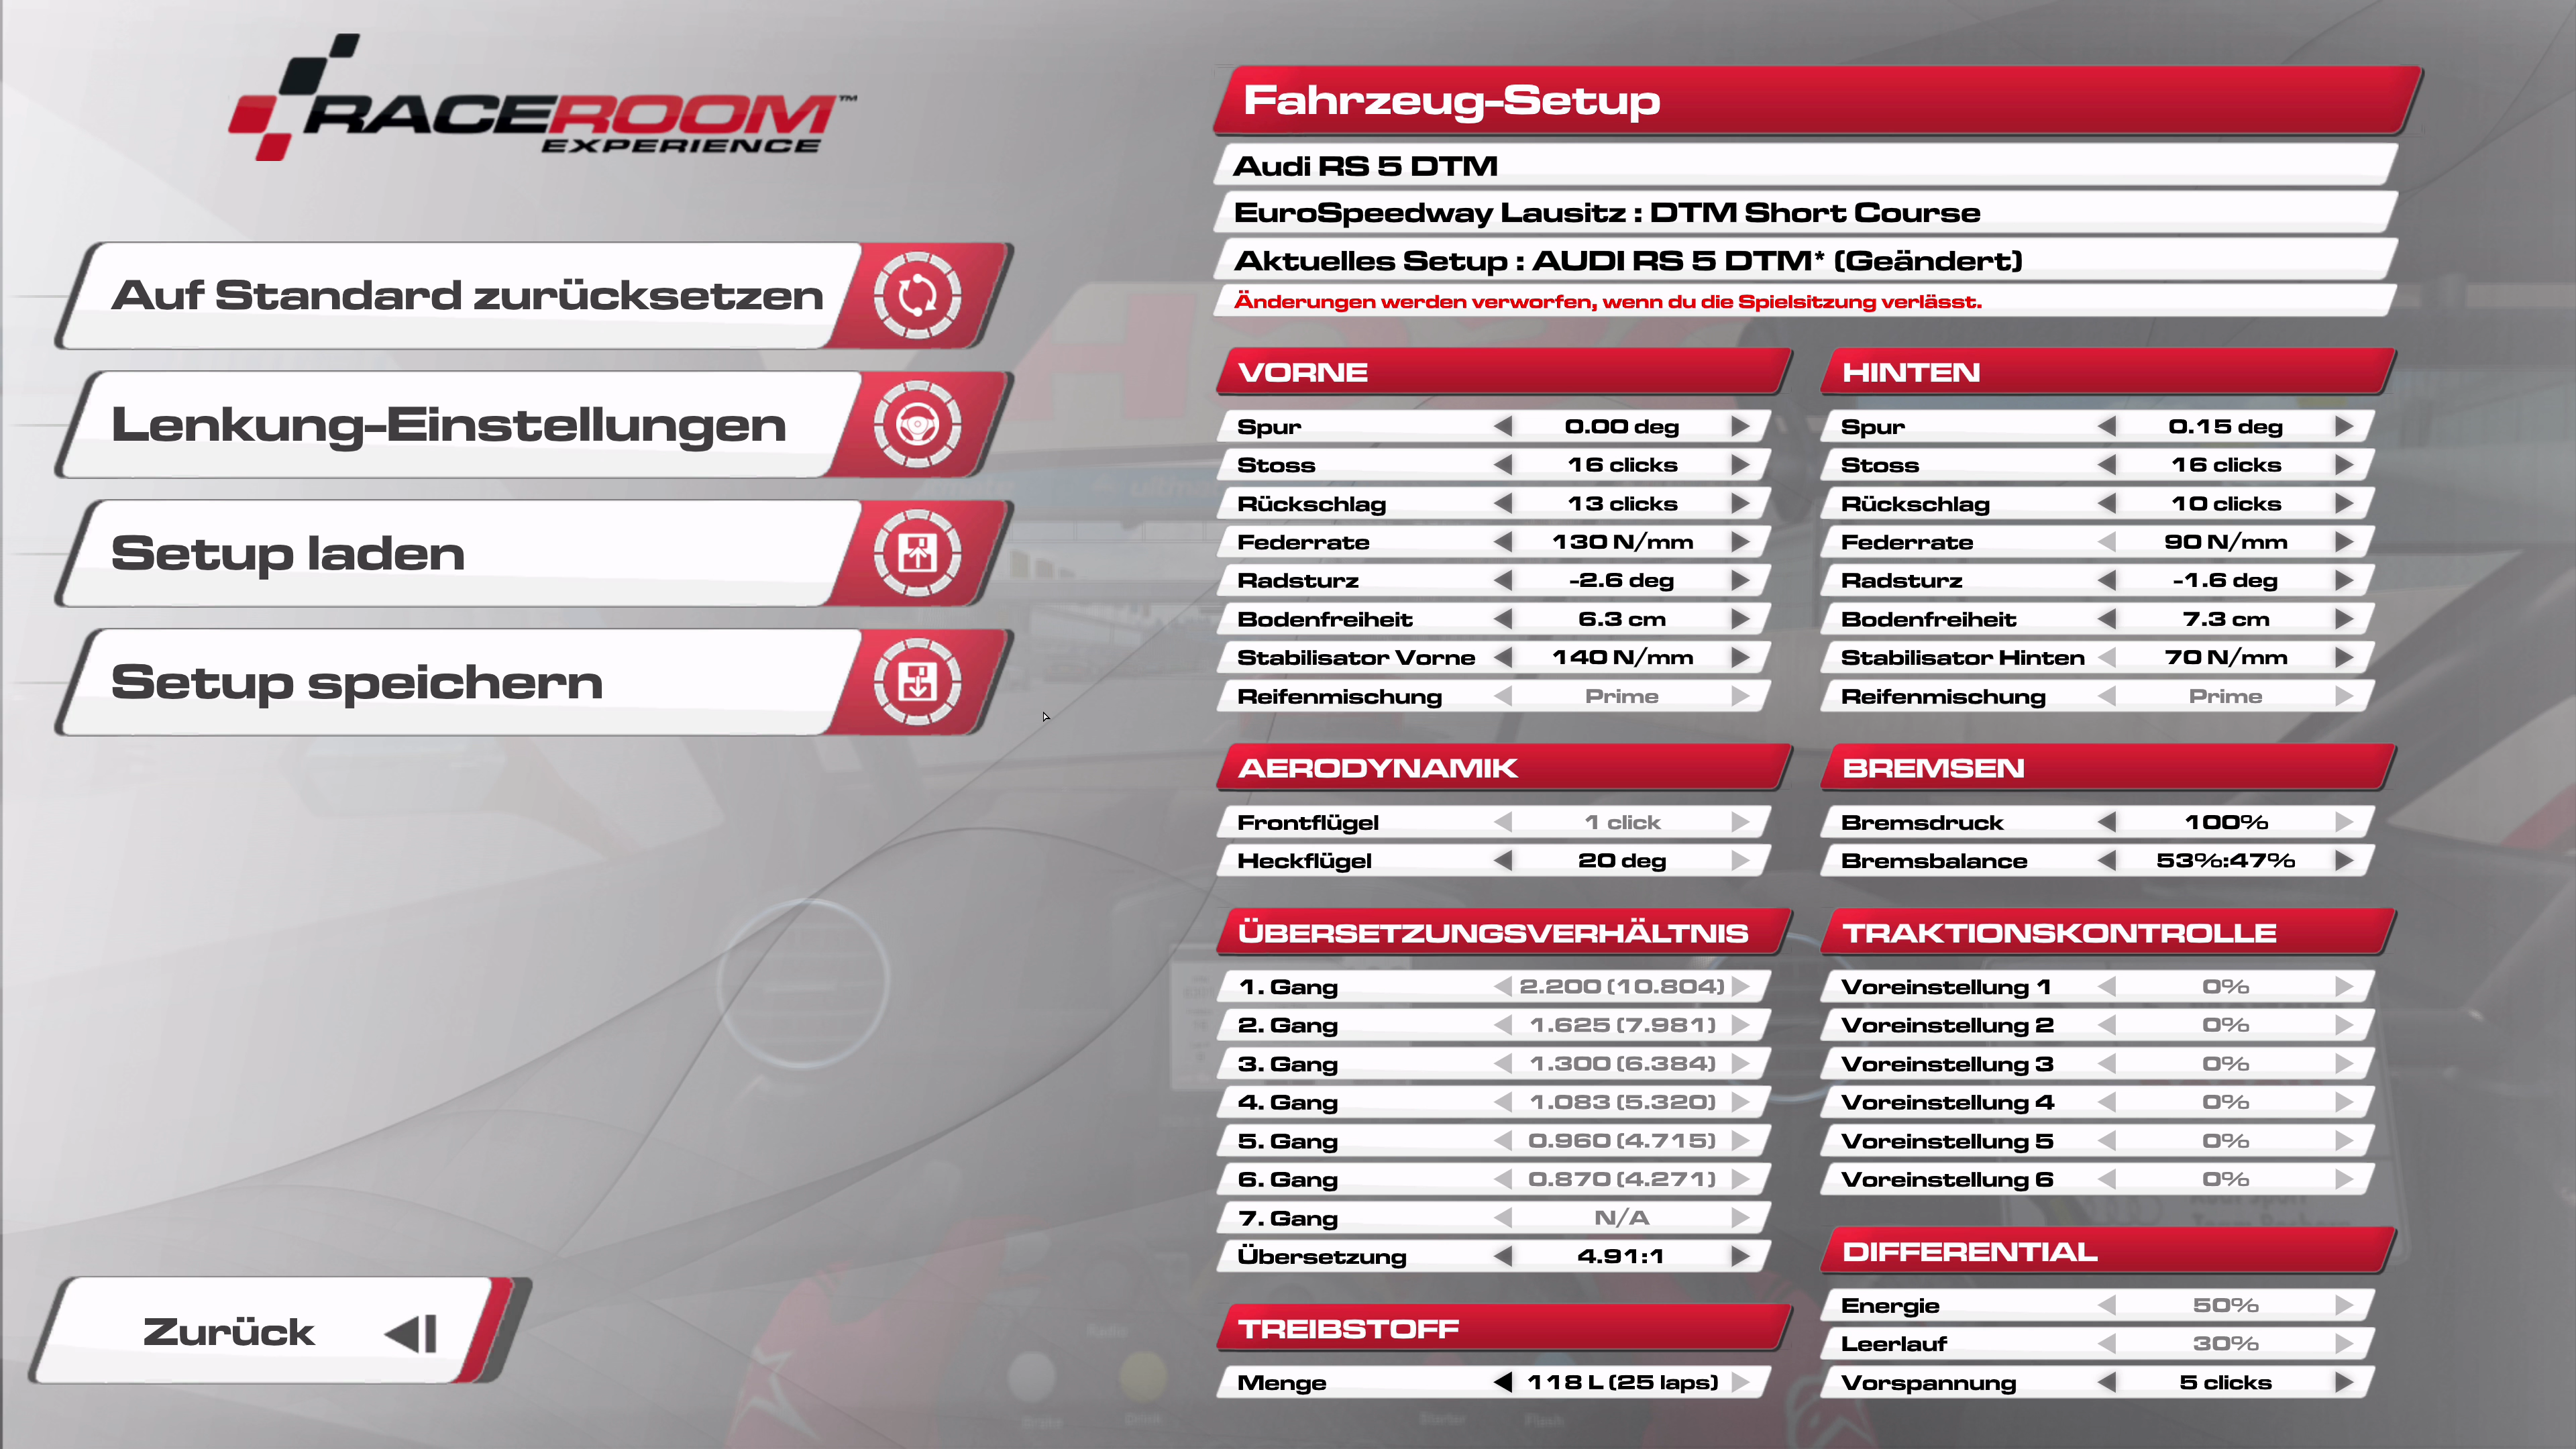 RACEROOM™
EXPERIENCE
Auf Standard zurücksetzen
Lenkung-Einstellungen
Setup laden
Setup speichern
Zurück
Fahrzeug-Setup
Audi RS 5 DTM
EuroSpeedway Lausitz : DTM Short Course
Aktuelles Setup : AUDI RS 5 DTM* (Geändert)
Änderungen werden verworfen, wenn du die Spielsitzung verlässt.
VORNE
Spur 0.00 deg
Stoss 16 clicks
Rückschlag 13 clicks
Federrate 130 N/mm
Radsturz -2.6 deg
Bodenfreiheit 6.3 cm
Stabilisator Vorne 140 N/mm
Reifenmischung Prime
HINTEN
Spur 0.15 deg
Stoss 16 clicks
Rückschlag 10 clicks
Federrate 90 N/mm
Radsturz -1.6 deg
Bodenfreiheit 7.3 cm
Stabilisator Hinten 70 N/mm
Reifenmischung Prime
AERODYNAMIK
Frontflügel 1 click
Heckflügel 20 deg
BREMSEN
Bremsdruck 100%
Bremsbalance 53%:47%
ÜBERSETZUNGSVERHÄLTNIS
1. Gang 2.200 (10.804)
2. Gang 1.625 (7.981)
3. Gang 1.300 (6.384)
4. Gang 1.083 (5.320)
5. Gang 0.960 (4.715)
6. Gang 0.870 (4.271)
7. Gang N/A
Übersetzung 4.91:1
TRAKTIONSKONTROLLE
Voreinstellung 1 0%
Voreinstellung 2 0%
Voreinstellung 3 0%
Voreinstellung 4 0%
Voreinstellung 5 0%
Voreinstellung 6 0%
TREIBSTOFF
Menge 118 L (25 laps)
DIFFERENTIAL
Energie 50%
Leerlauf 30%
Vorspannung 5 clicks